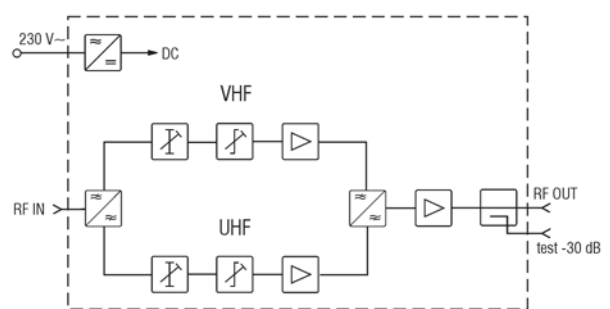 230 V~
DC
VHF
RF IN
UHF
RF OUT
test -30 dB